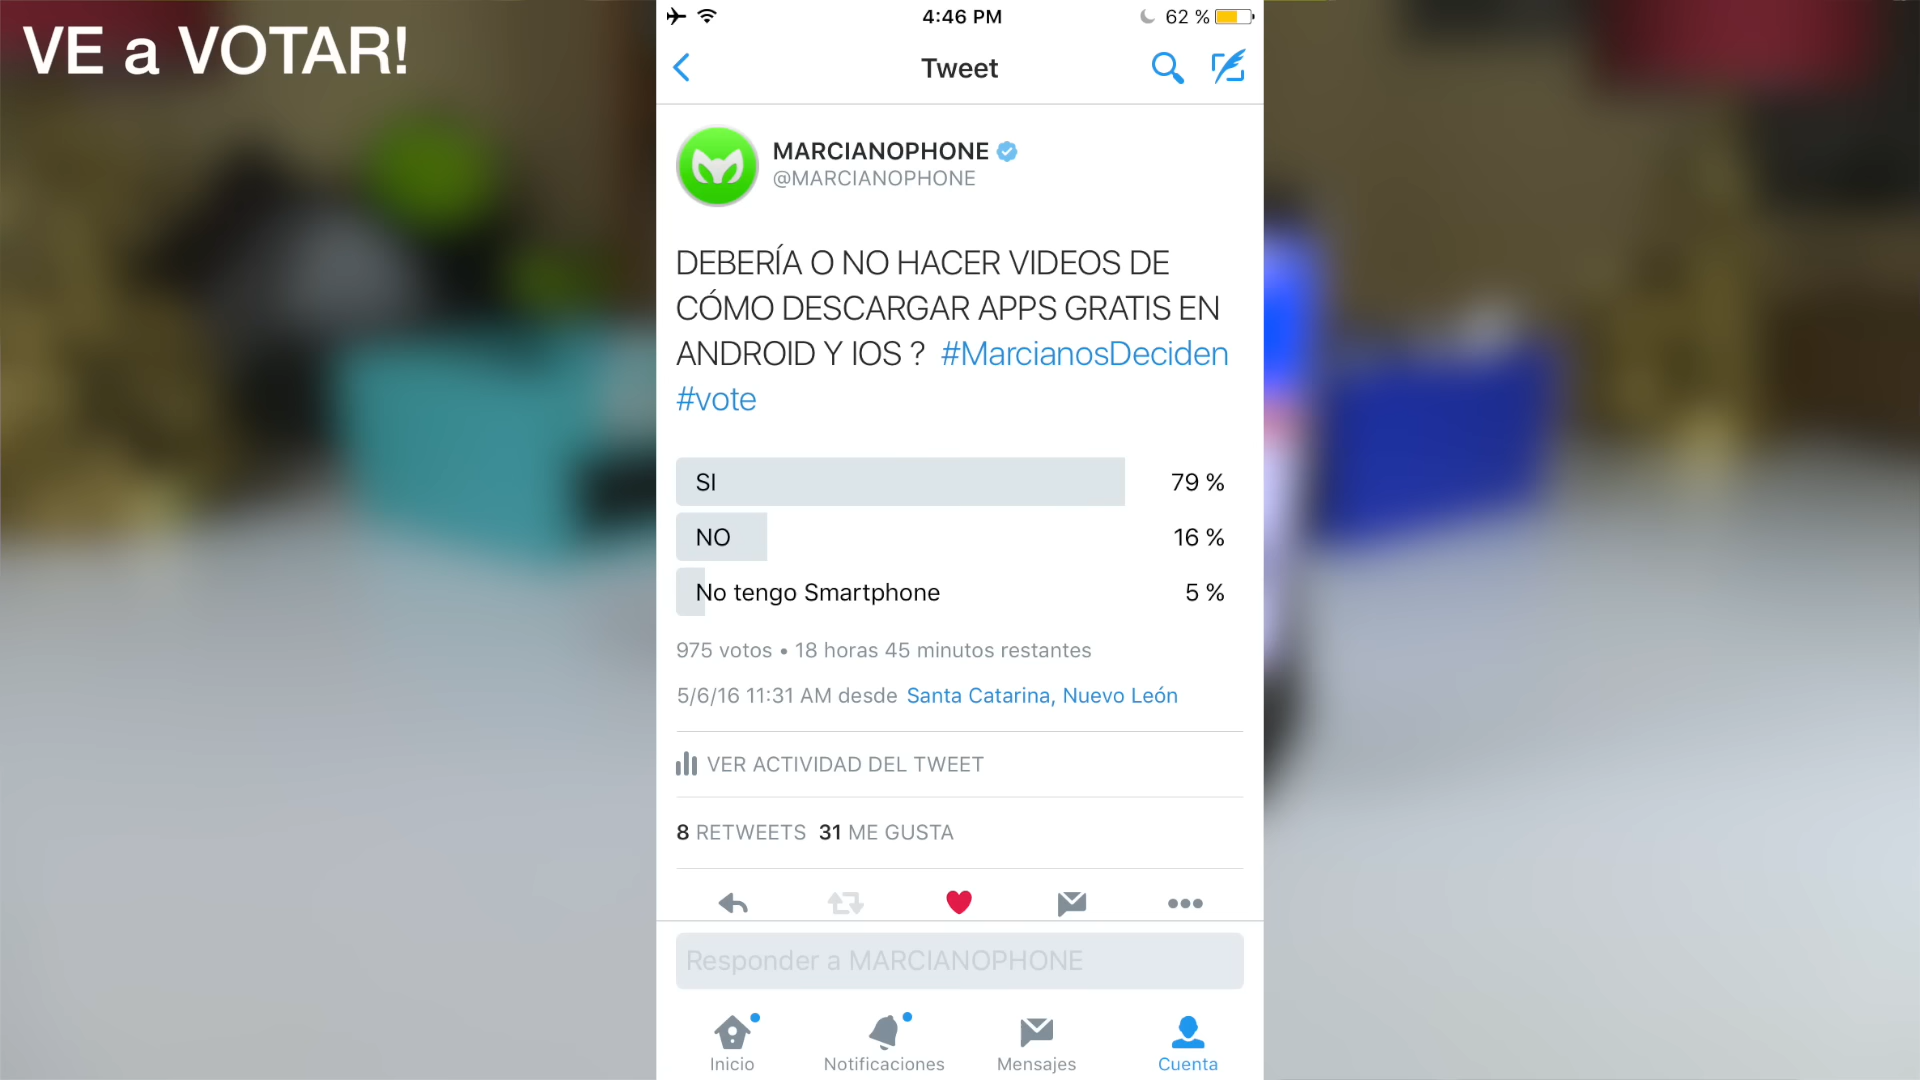 VE a VOTAR!
4:46 PM
62 %
Tweet
MARCIANOPHONE
@MARCIANOPHONE
DEBERÍA O NO HACER VIDEOS DE
CÓMO DESCARGAR APPS GRATIS EN
ANDROID Y IOS ? #MarcianosDeciden
#vote
SI 79 %
NO 16 %
No tengo Smartphone 5 %
975 votos • 18 horas 45 minutos restantes
5/6/16 11:31 AM desde Santa Catarina, Nuevo León
VER ACTIVIDAD DEL TWEET
8 RETWEETS 31 ME GUSTA
Responder a MARCIANOPHONE
Inicio Notificaciones Mensajes Cuenta